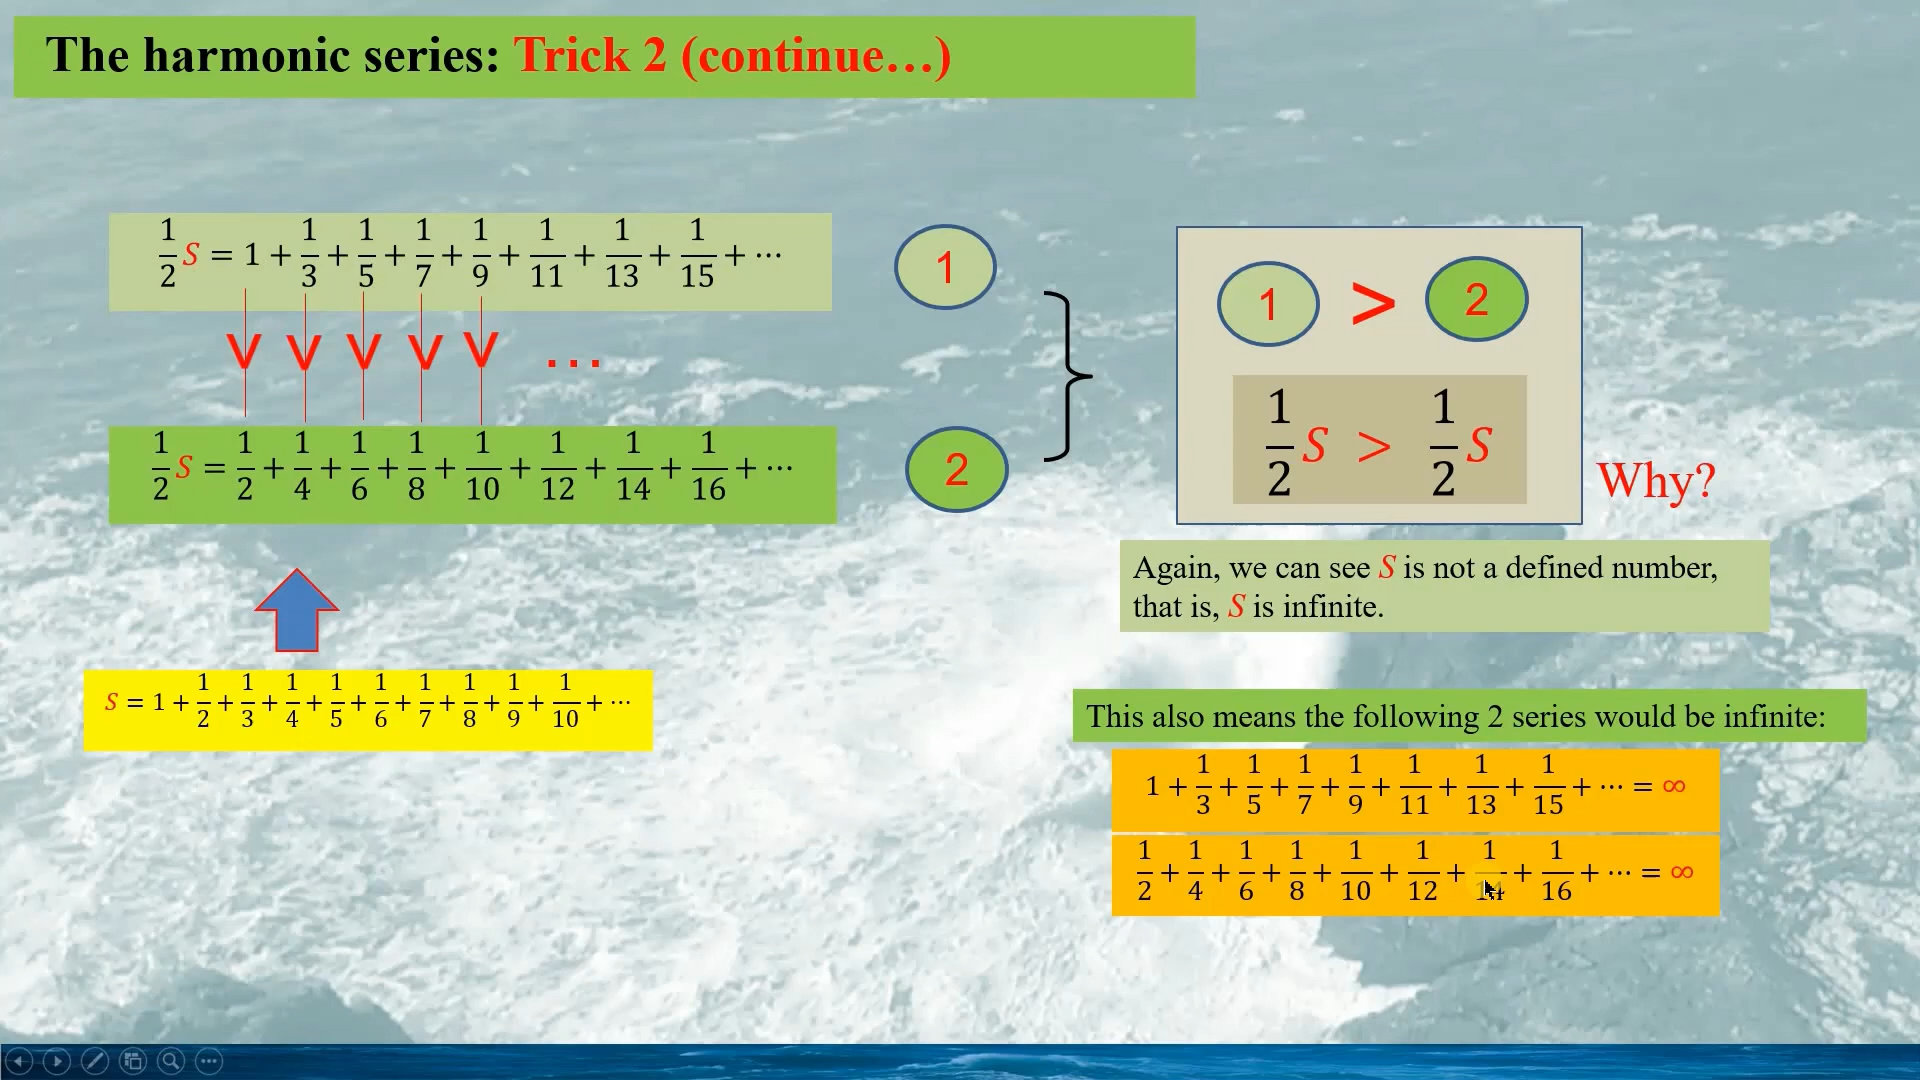 The harmonic series: Trick 2 (continue…)
1/2 S = 1 + 1/3 + 1/5 + 1/7 + 1/9 + 1/11 + 1/13 + 1/15 + ⋯
1
> > > > > …
1/2 S = 1/2 + 1/4 + 1/6 + 1/8 + 1/10 + 1/12 + 1/14 + 1/16 + ⋯
2
S = 1 + 1/2 + 1/3 + 1/4 + 1/5 + 1/6 + 1/7 + 1/8 + 1/9 + 1/10 + ⋯
1 > 2
1/2 S > 1/2 S
Why?
Again, we can see S is not a defined number,
that is, S is infinite.
This also means the following 2 series would be infinite:
1 + 1/3 + 1/5 + 1/7 + 1/9 + 1/11 + 1/13 + 1/15 + ⋯ = ∞
1/2 + 1/4 + 1/6 + 1/8 + 1/10 + 1/12 + 1/14 + 1/16 + ⋯ = ∞